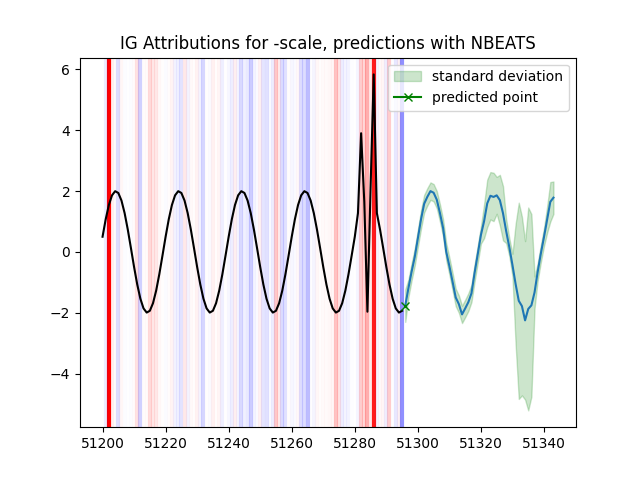 IG Attributions for -scale, predictions with NBEATS
standard deviation
predicted point
6
4
2
0
−2
−4
51200 51220 51240 51260 51280 51300 51320 51340